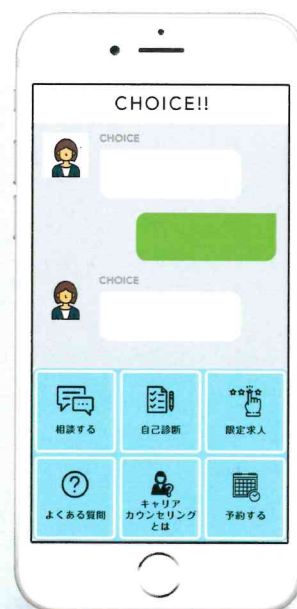 CHOICE!!
CHOICE
CHOICE
相談する
自己診断
限定求人
よくある質問
キャリア
カウンセリング
とは
予約する